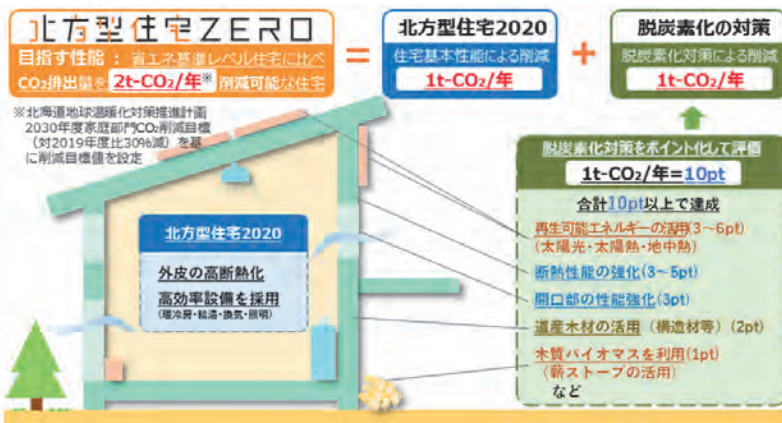 北方型住宅ZERO
目指す性能 : 省エネ基準レベル住宅に比べ
CO₂排出量を 2t-CO₂/年※ 削減可能な住宅
=
北方型住宅2020
住宅基本性能による削減
1t-CO₂/年
+
脱炭素化の対策
脱炭素化対策による削減
1t-CO₂/年
※北海道地球温暖化対策推進計画
2030年度家庭部門CO₂削減目標
(対2019年度比30%減)を基
に削減目標値を設定
北方型住宅2020
外皮の高断熱化
高効率設備を採用
(暖冷房・給湯・換気・照明)
脱炭素化対策をポイント化して評価
1t-CO₂/年=10pt
合計10pt以上で達成
再生可能エネルギーの活用(3~6pt)
(太陽光・太陽熱・地中熱)
断熱性能の強化(3~5pt)
開口部の性能強化(3pt)
道産木材の活用 (構造材等) (2pt)
木質バイオマスを利用(1pt)
(薪ストーブの活用)
など